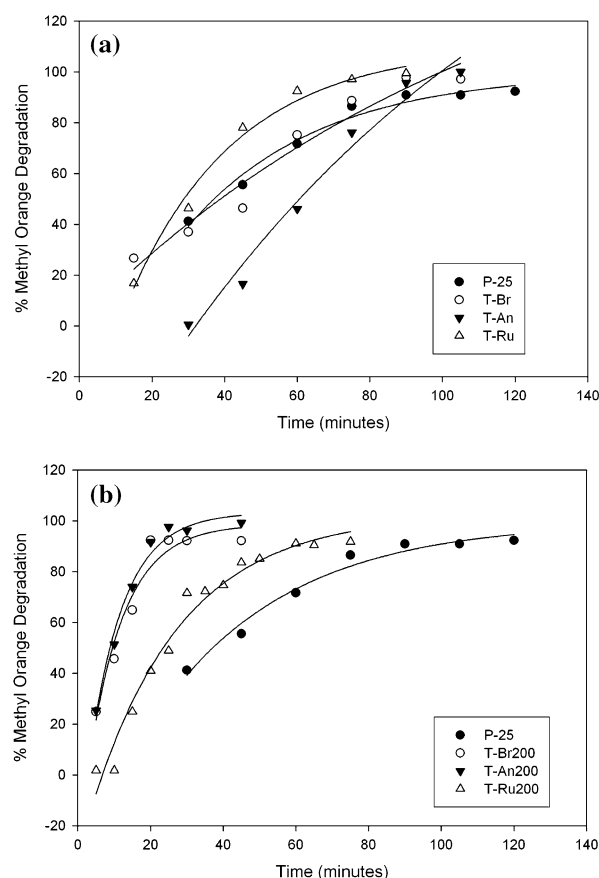 (a)
% Methyl Orange Degradation
120
100
80
60
40
20
0
-20
P-25
T-Br
T-An
T-Ru
0 20 40 60 80 100 120 140
Time (minutes)
(b)
% Methyl Orange Degradation
120
100
80
60
40
20
0
-20
P-25
T-Br200
T-An200
T-Ru200
0 20 40 60 80 100 120 140
Time (minutes)